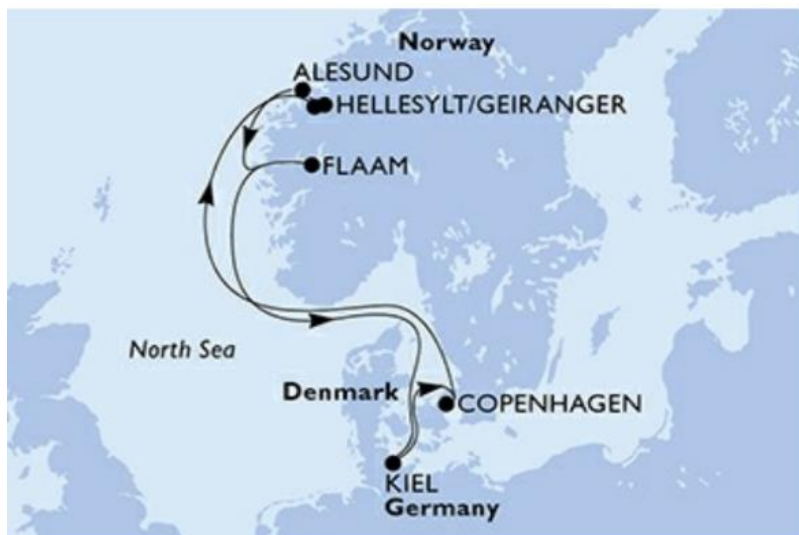 Norway
ALESUND
HELLESYLT/GEIRANGER
FLAAM
North Sea
Denmark
COPENHAGEN
KIEL
Germany